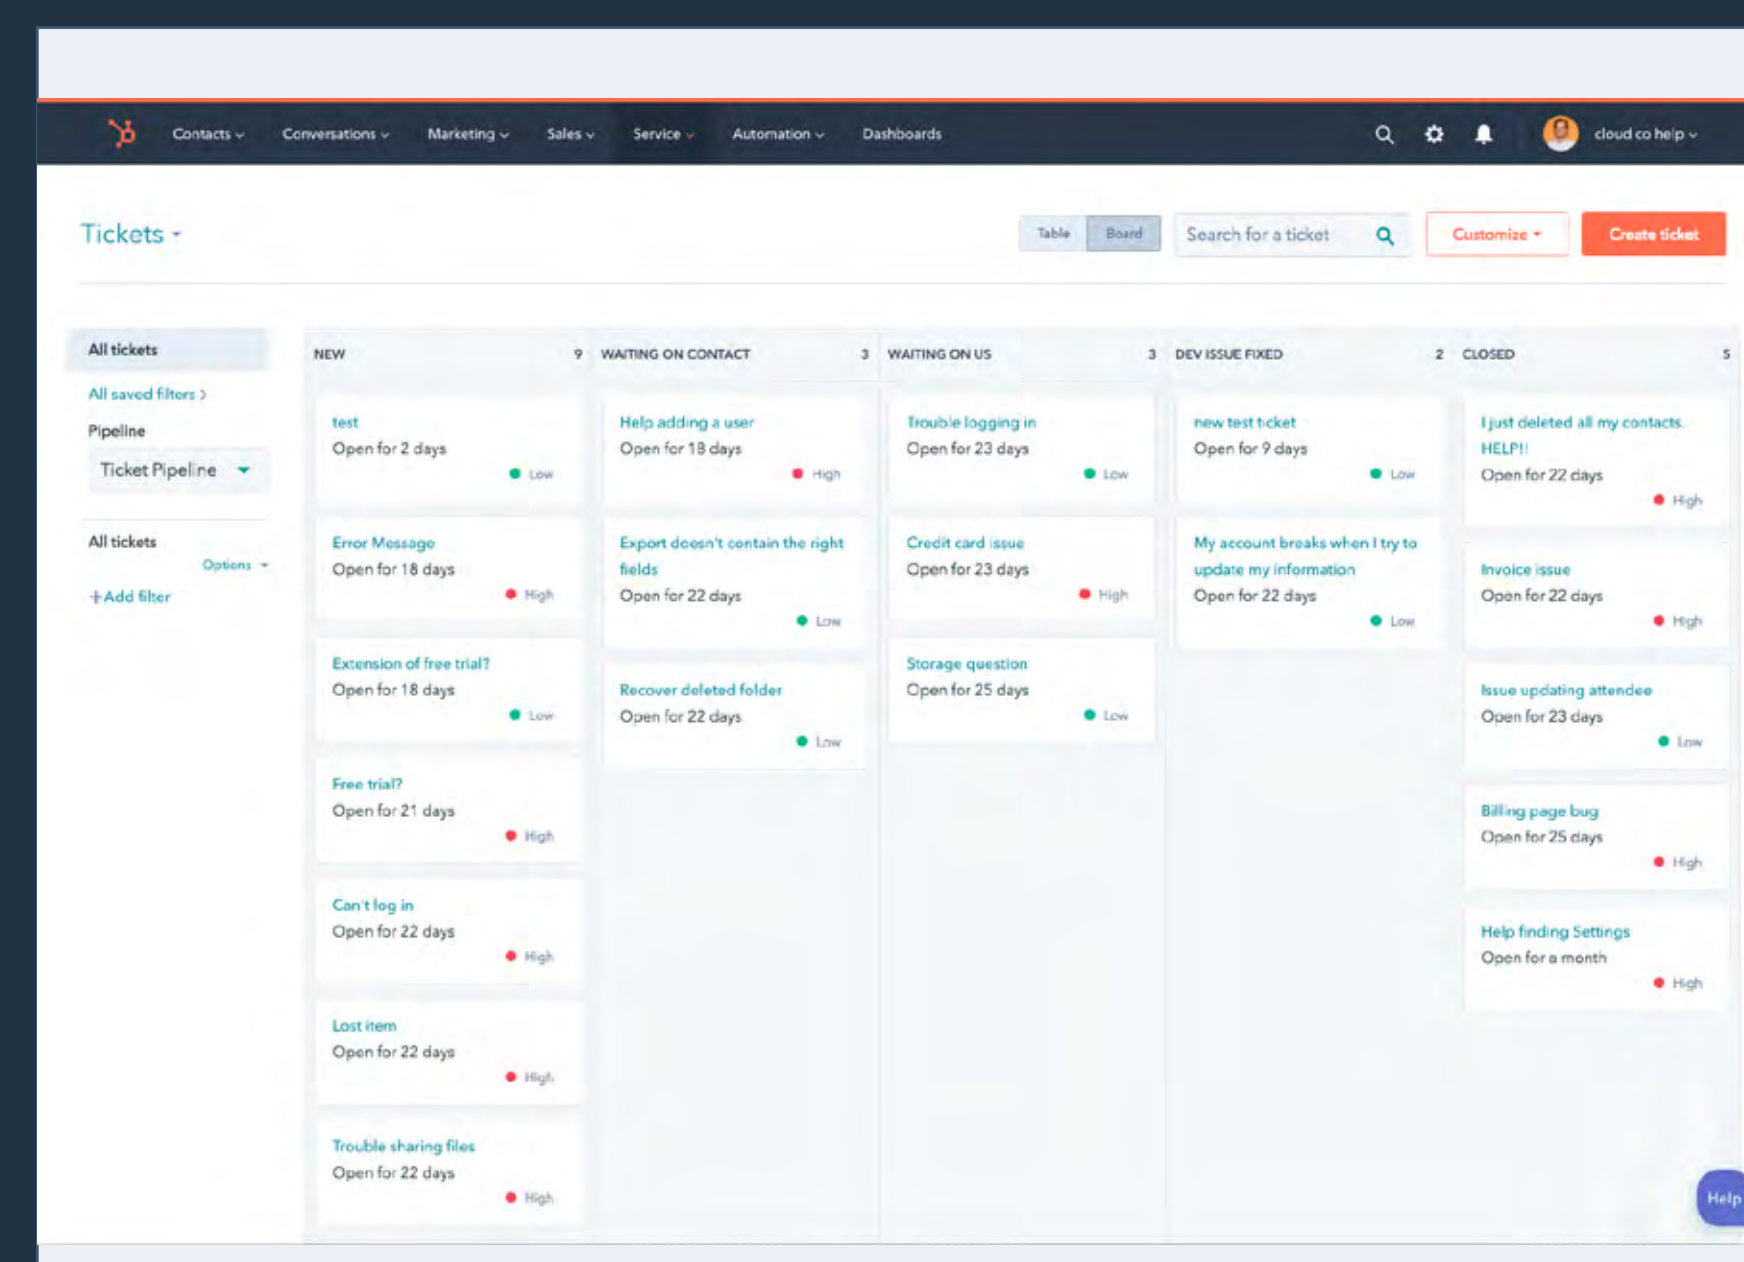 Contacts
Conversations
Marketing
Sales
Service
Automation
Dashboards
cloud co help
Tickets
Table
Board
Search for a ticket
Customize
Create ticket
All tickets
All saved filters
Pipeline
Ticket Pipeline
All tickets
Options
+Add filter
NEW 9
test
Open for 2 days
Low
Error Message
Open for 18 days
High
Extension of free trial?
Open for 18 days
Low
Free trial?
Open for 21 days
High
Can't log in
Open for 22 days
High
Lost item
Open for 22 days
High
Trouble sharing files
Open for 22 days
High
WAITING ON CONTACT 3
Help adding a user
Open for 18 days
High
Export doesn't contain the right
fields
Open for 22 days
Low
Recover deleted folder
Open for 22 days
Low
WAITING ON US 3
Trouble logging in
Open for 23 days
Low
Credit card issue
Open for 23 days
High
Storage question
Open for 25 days
Low
DEV ISSUE FIXED 2
new test ticket
Open for 9 days
Low
My account breaks when I try to
update my information
Open for 22 days
Low
CLOSED 5
I just deleted all my contacts.
HELP!!
Open for 22 days
High
Invoice issue
Open for 22 days
High
Issue updating attendee
Open for 23 days
Low
Billing page bug
Open for 25 days
High
Help finding Settings
Open for a month
High
Help